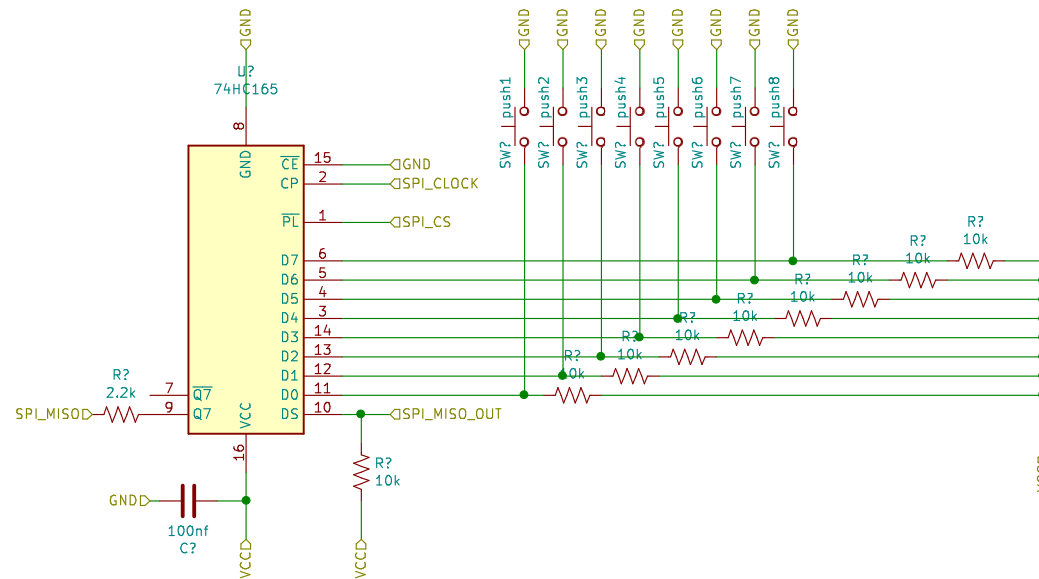 GND
GND GND GND GND GND GND GND GND
U?
74HC165
push1 push2 push3 push4 push5 push6 push7 push8
SW? SW? SW? SW? SW? SW? SW? SW?
8
GND
CE 15 GND
CP 2 SPI_CLOCK
PL 1 SPI_CS
R?
10k
R?
10k
R?
10k
R?
10k
R?
10k
R?
10k
R?
10k
R?
D7 6
D6 5
D5 4
D4 3
D3 14
D2 13
D1 12
D0 11
DS 10 SPI_MISO_OUT
R?
2.2k
7 Q7
SPI_MISO 9 Q7
VCC
16
R?
10k
GND
100nf
C?
VCC
VCC